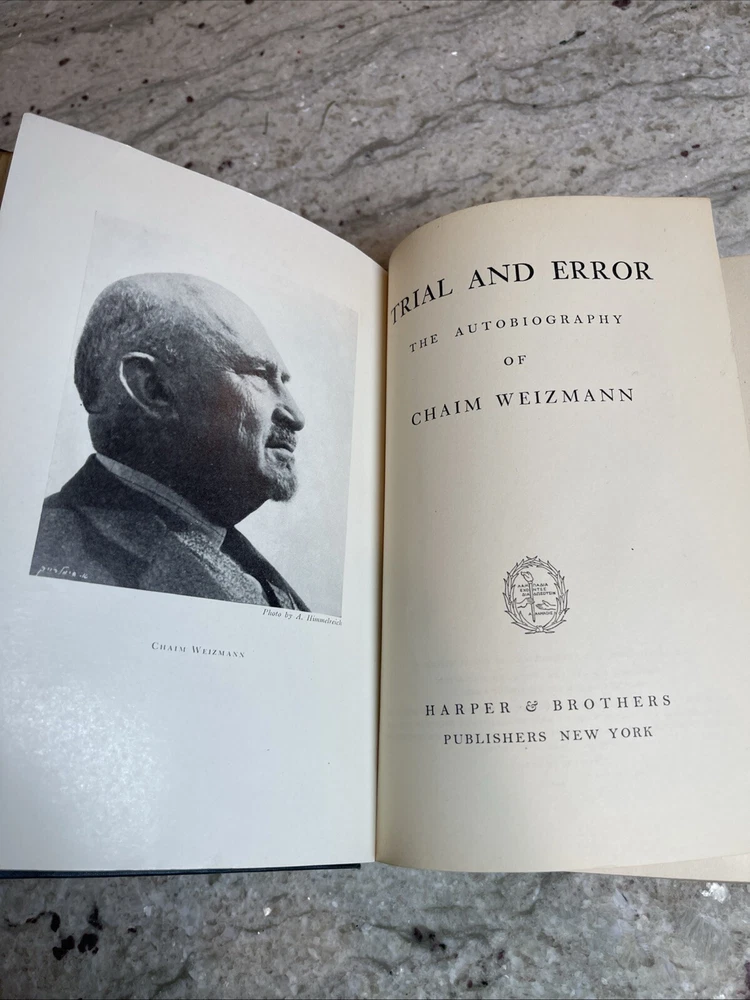 Photo by A. Himmelreich
CHAIM WEIZMANN
TRIAL AND ERROR
THE AUTOBIOGRAPHY
OF
CHAIM WEIZMANN
HARPER & BROTHERS
PUBLISHERS NEW YORK